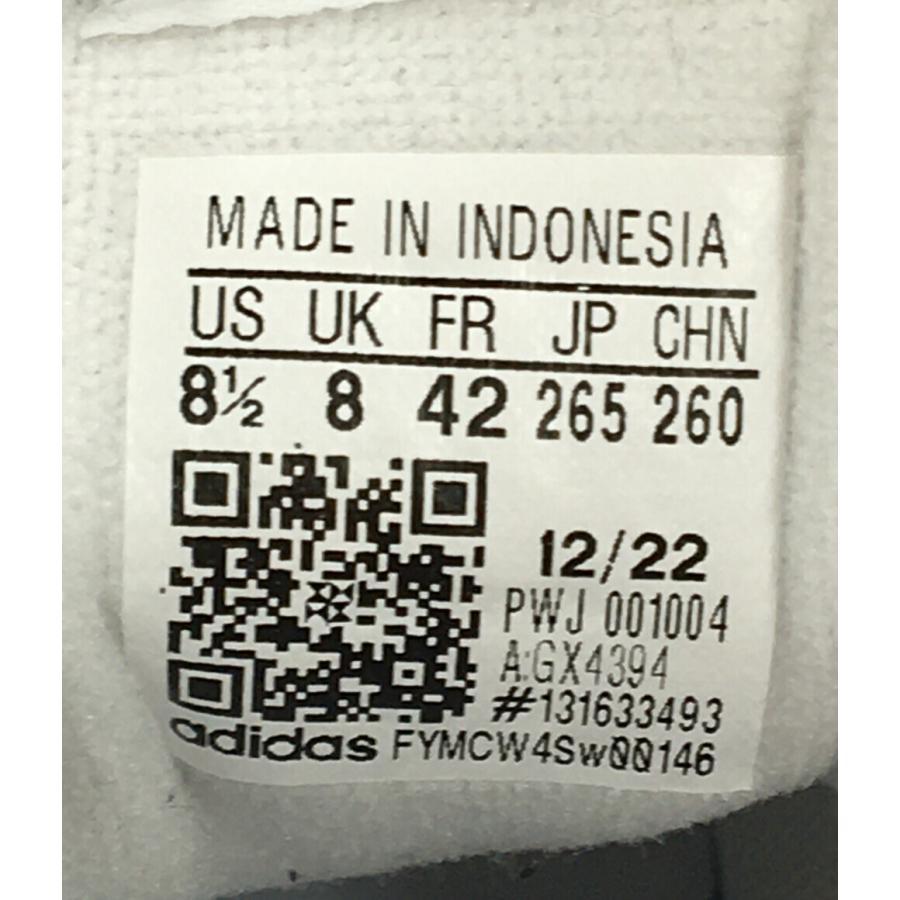 MADE IN INDONESIA
US UK FR JP CHN
8½ 8 42 265 260
12/22
PWJ 001004
A:GX4394
#131633493
adidas FYMCW4Sw00146